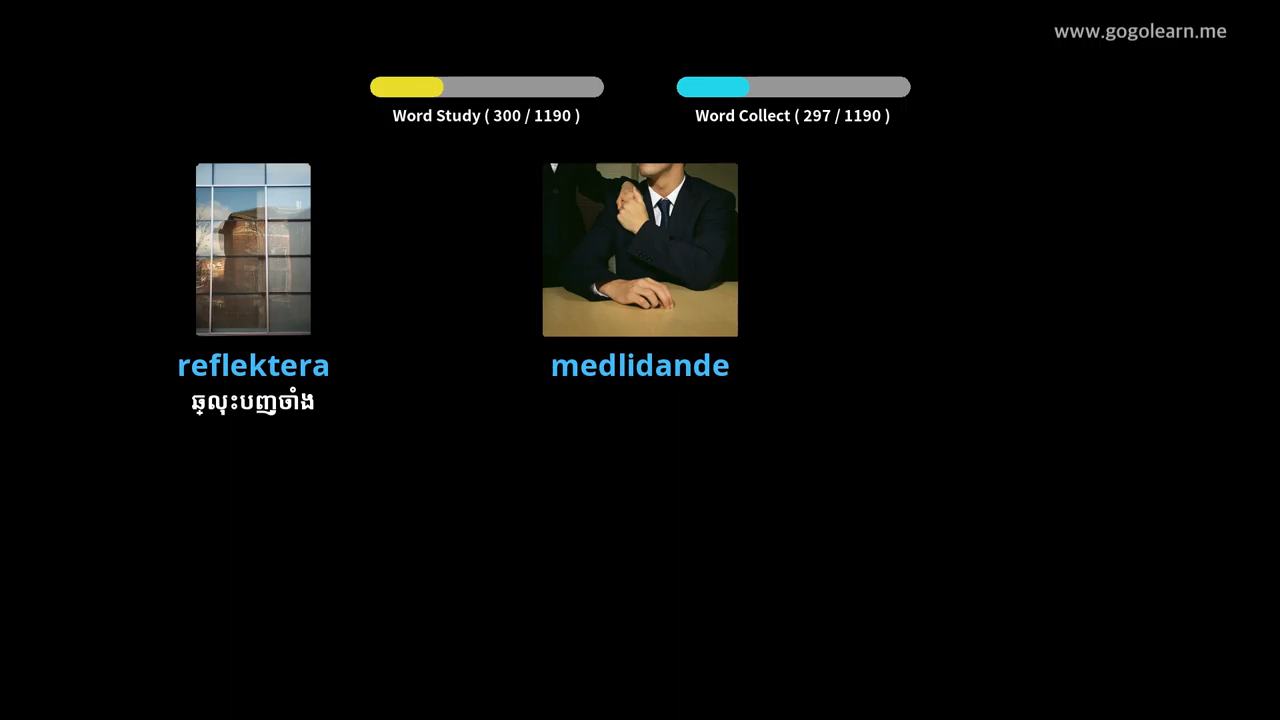 www.gogolearn.me
Word Study ( 300 / 1190 )
Word Collect ( 297 / 1190 )
reflektera
ឆ្លុះបញ្ចាំង
medlidande